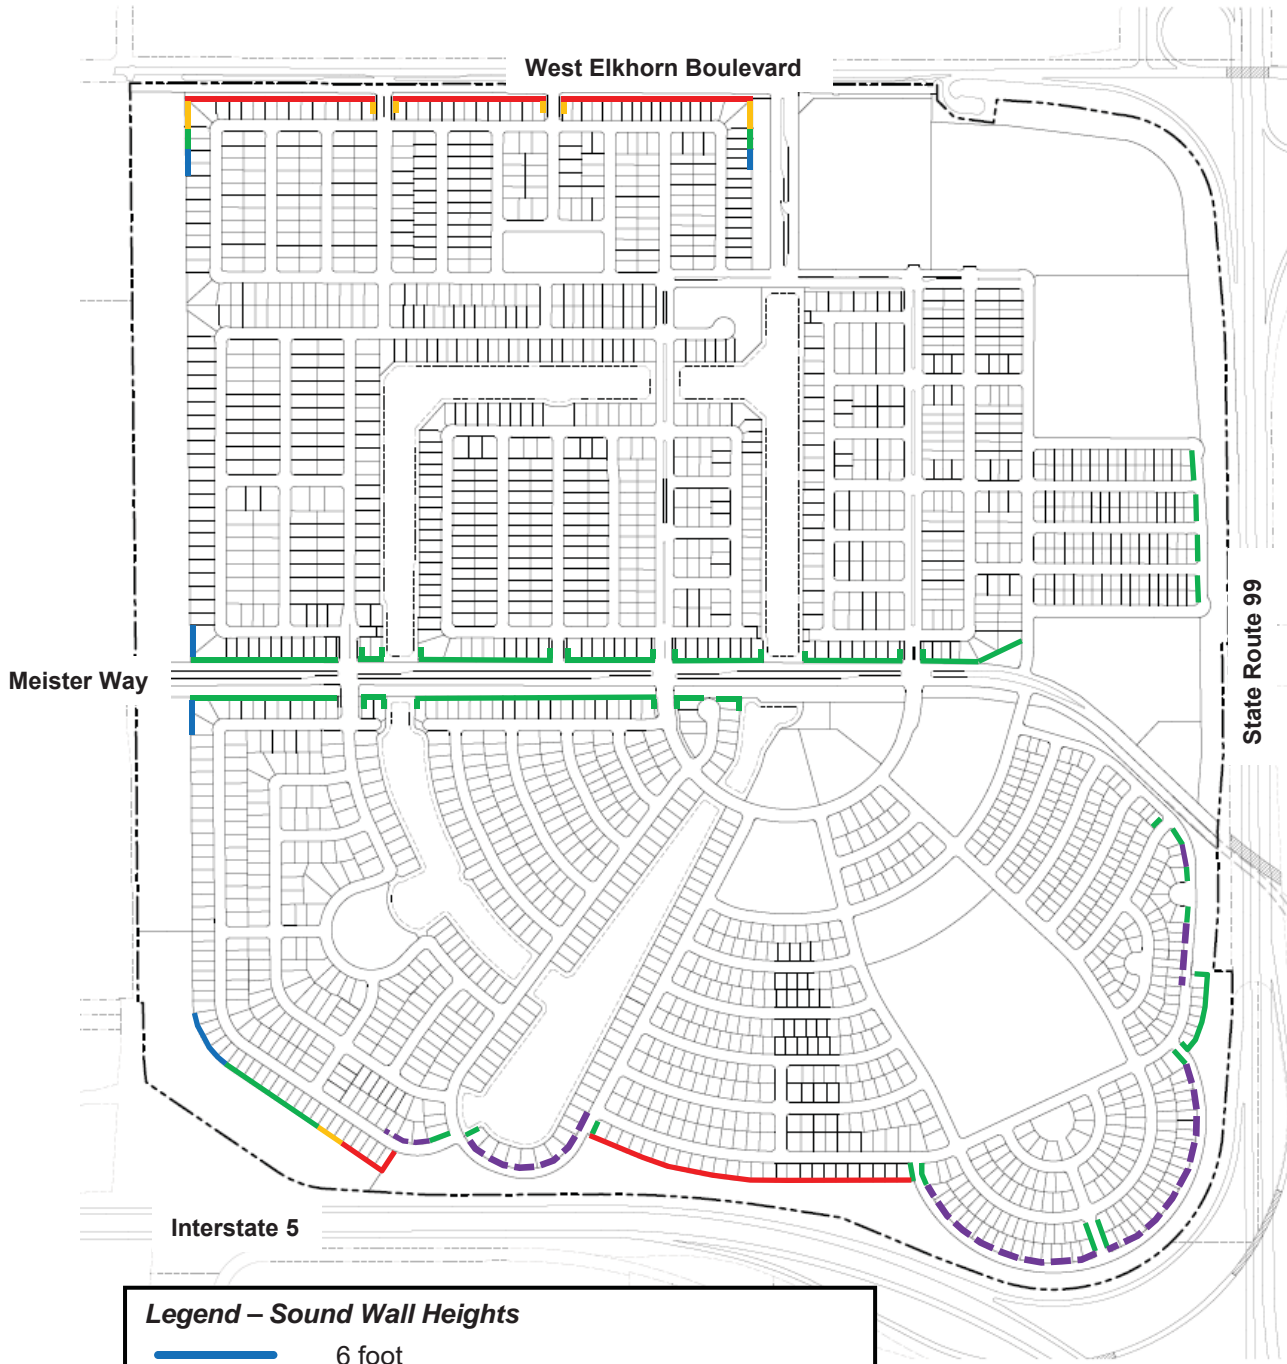 West Elkhorn Boulevard
State Route 99
Meister Way
Interstate 5
Legend – Sound Wall Heights
6 foot